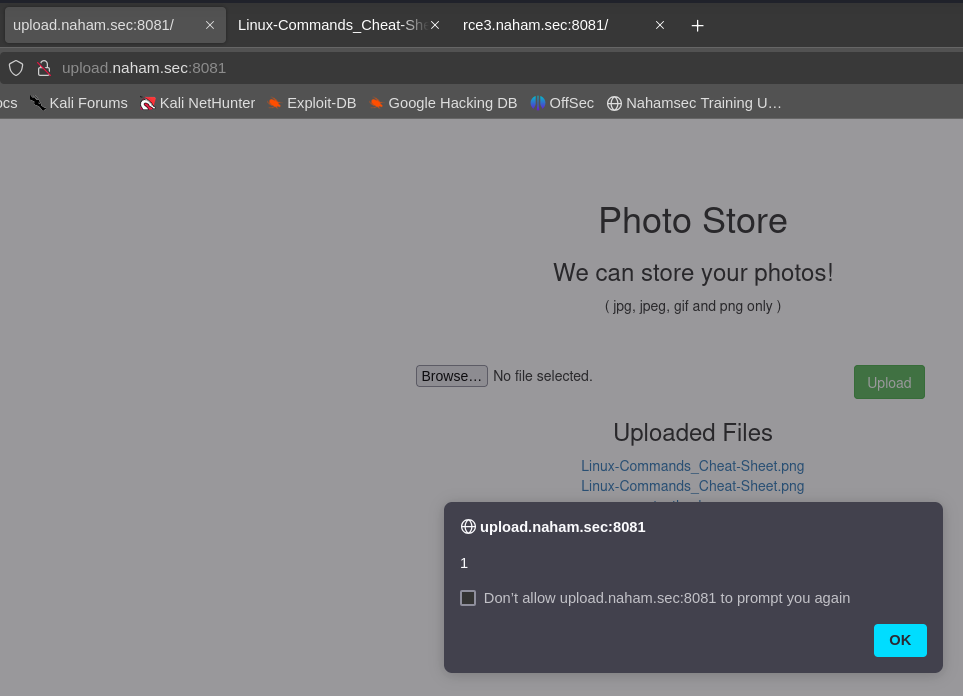 upload.naham.sec:8081/ Linux-Commands_Cheat-She rce3.naham.sec:8081/
upload.naham.sec:8081
ocs Kali Forums Kali NetHunter Exploit-DB Google Hacking DB OffSec Nahamsec Training U…
Photo Store
We can store your photos!
( jpg, jpeg, gif and png only )
Browse… No file selected. Upload
Uploaded Files
Linux-Commands_Cheat-Sheet.png
Linux-Commands_Cheat-Sheet.png
upload.naham.sec:8081
1
Don't allow upload.naham.sec:8081 to prompt you again
OK